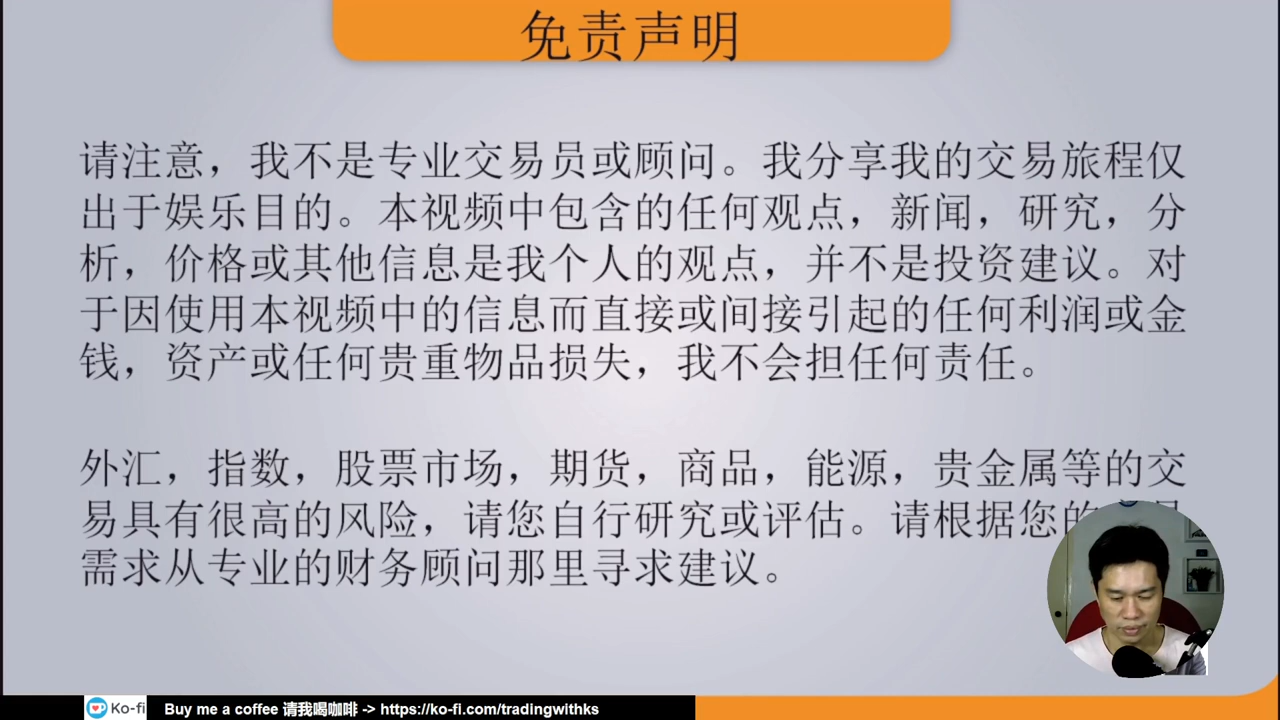 免责声明
请注意，我不是专业交易员或顾问。我分享我的交易旅程仅
出于娱乐目的。本视频中包含的任何观点，新闻，研究，分
析，价格或其他信息是我个人的观点，并不是投资建议。对
于因使用本视频中的信息而直接或间接引起的任何利润或金
钱，资产或任何贵重物品损失，我不会担任何责任。
外汇，指数，股票市场，期货，商品，能源，贵金属等的交
易具有很高的风险，请您自行研究或评估。请根据您的
需求从专业的财务顾问那里寻求建议。
Ko-fi Buy me a coffee 请我喝咖啡 -> https://ko-fi.com/tradingwithks